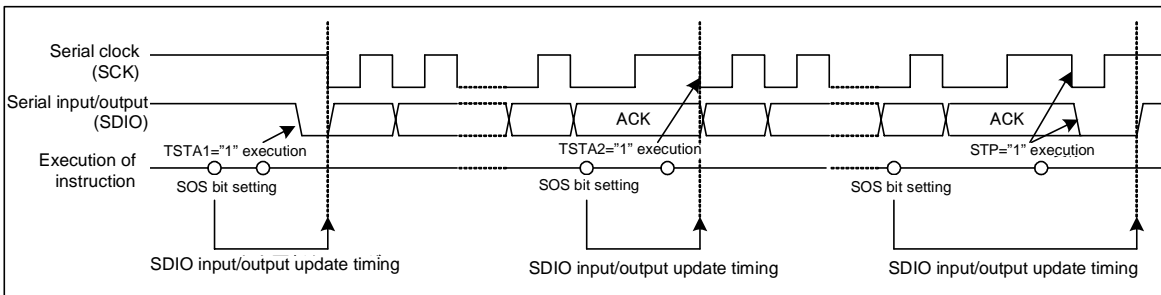 Serial clock
(SCK)
Serial input/output
(SDIO)
ACK
ACK
TSTA1="1" execution
TSTA2="1" execution
STP="1" execution
Execution of
instruction
SOS bit setting
SOS bit setting
SOS bit setting
SDIO input/output update timing
SDIO input/output update timing
SDIO input/output update timing